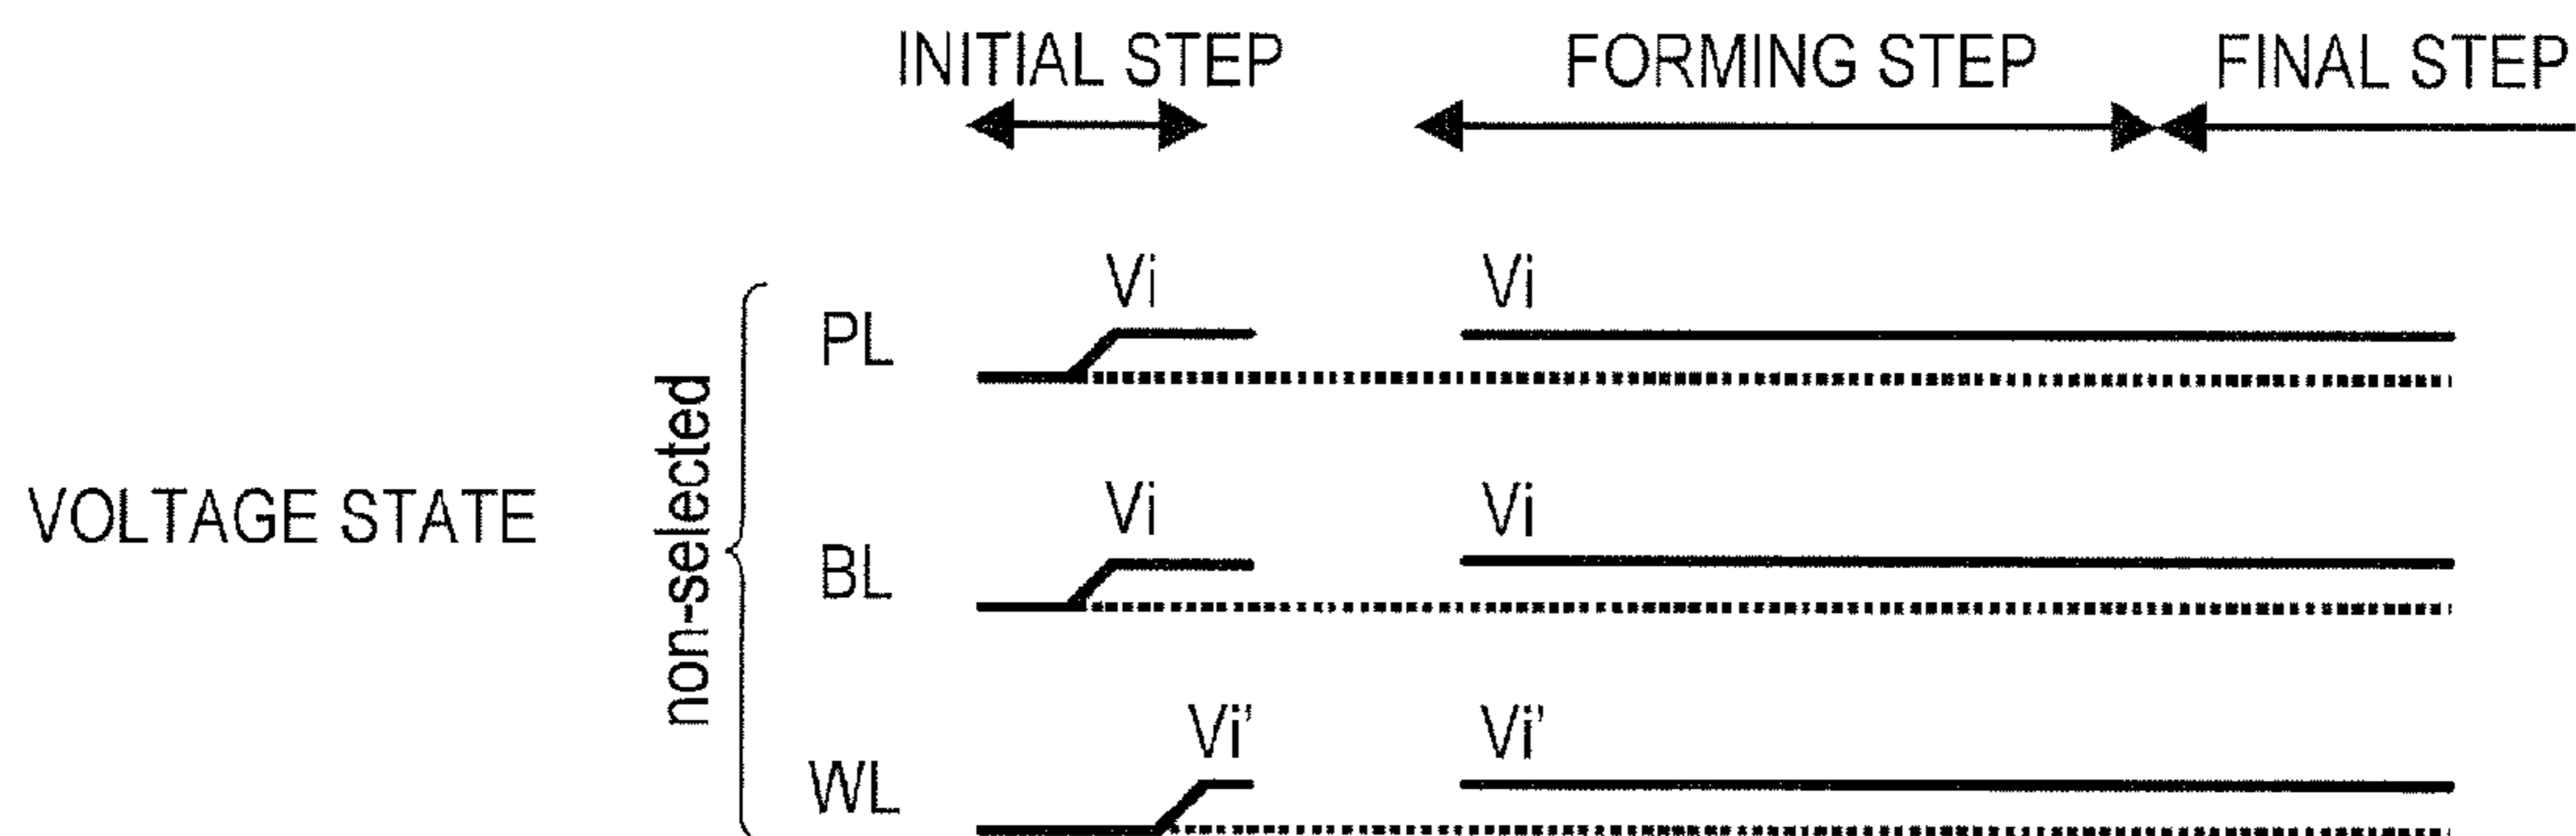 INITIAL STEP FORMING STEP FINAL STEP
Vi Vi
PL
Vi Vi
VOLTAGE STATE non-selected BL
Vi' Vi'
WL